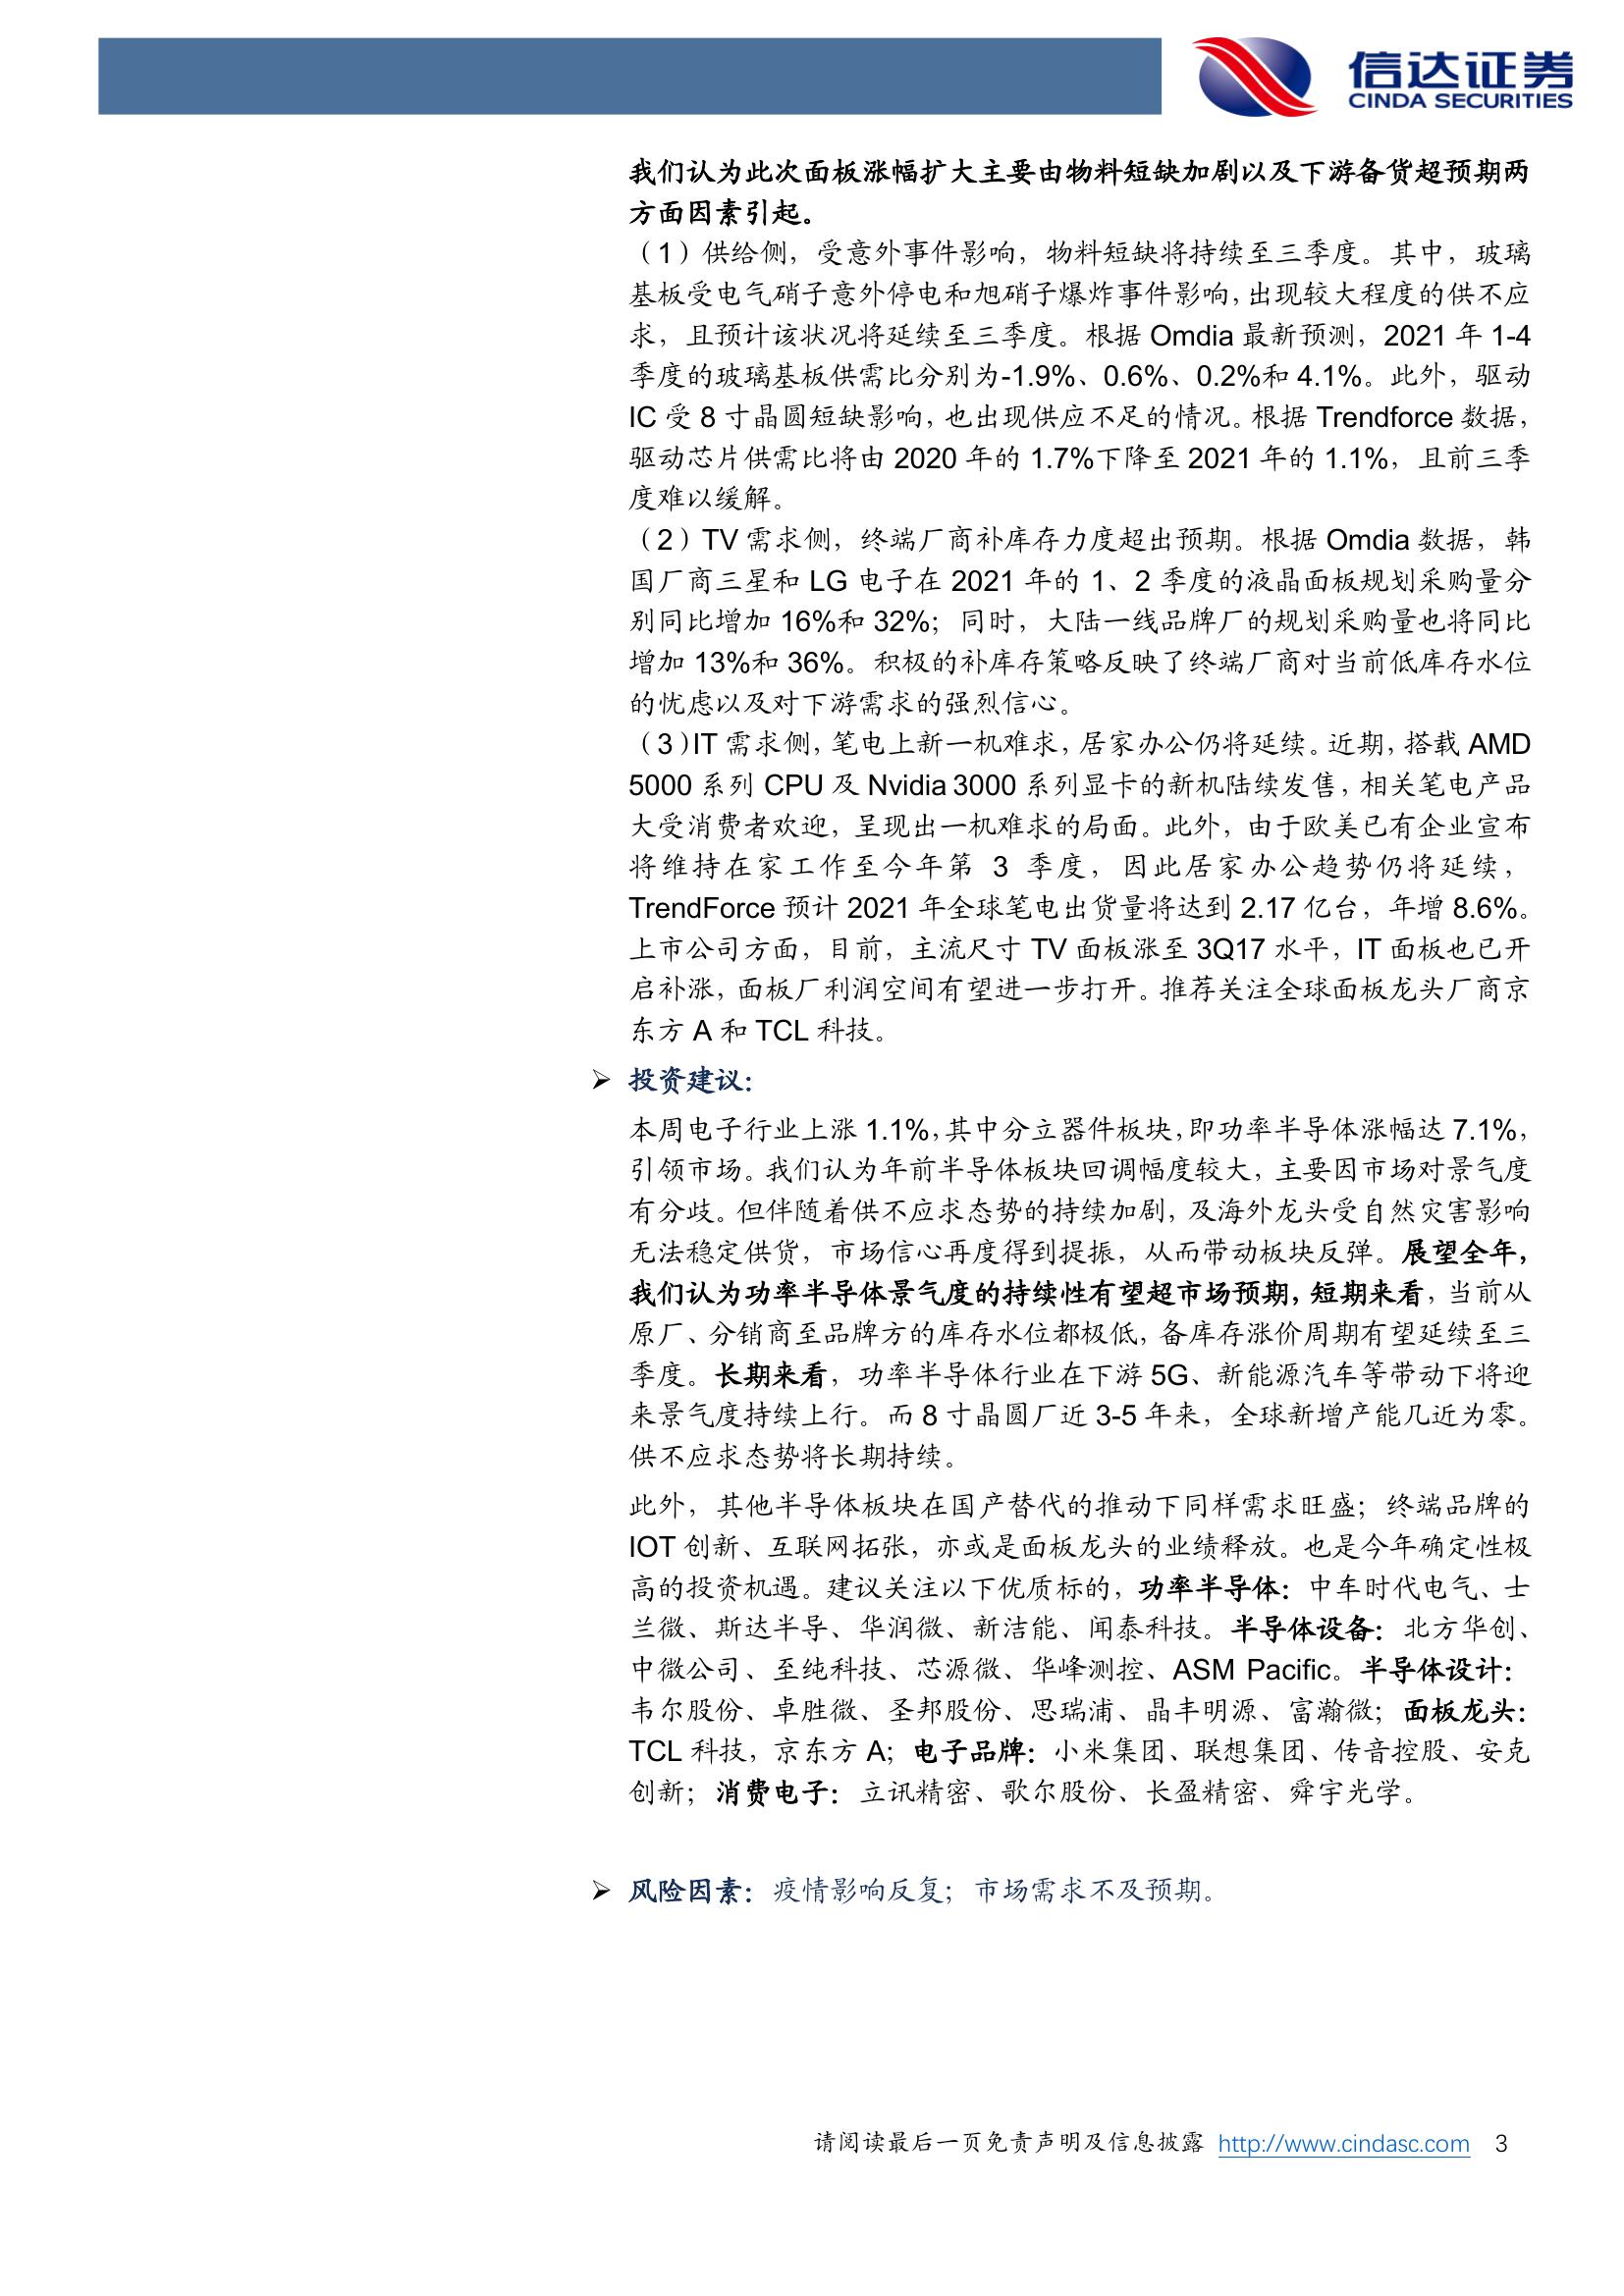 信达证券
CINDA SECURITIES
我们认为此次面板涨幅扩大主要由物料短缺加剧以及下游备货超预期两
方面因素引起。
（1）供给侧，受意外事件影响，物料短缺将持续至三季度。其中，玻璃
基板受电气硝子意外停电和旭硝子爆炸事件影响，出现较大程度的供不应
求，且预计该状况将延续至三季度。根据 Omdia 最新预测，2021 年 1-4
季度的玻璃基板供需比分别为-1.9%、0.6%、0.2%和 4.1%。此外，驱动
IC 受 8 寸晶圆短缺影响，也出现供应不足的情况。根据 Trendforce 数据，
驱动芯片供需比将由 2020 年的 1.7%下降至 2021 年的 1.1%，且前三季
度难以缓解。
（2）TV 需求侧，终端厂商补库存力度超出预期。根据 Omdia 数据，韩
国厂商三星和 LG 电子在 2021 年的 1、2 季度的液晶面板规划采购量分
别同比增加 16%和 32%；同时，大陆一线品牌厂的规划采购量也将同比
增加 13%和 36%。积极的补库存策略反映了终端厂商对当前低库存水位
的忧虑以及对下游需求的强烈信心。
（3）IT 需求侧，笔电上新一机难求，居家办公仍将延续。近期，搭载 AMD
5000 系列 CPU 及 Nvidia 3000 系列显卡的新机陆续发售，相关笔电产品
大受消费者欢迎，呈现出一机难求的局面。此外，由于欧美已有企业宣布
将维持在家工作至今年第 3 季度，因此居家办公趋势仍将延续，
TrendForce 预计 2021 年全球笔电出货量将达到 2.17 亿台，年增 8.6%。
上市公司方面，目前，主流尺寸 TV 面板涨至 3Q17 水平，IT 面板也已开
启补涨，面板厂利润空间有望进一步打开。推荐关注全球面板龙头厂商京
东方 A 和 TCL 科技。
➢ 投资建议：
本周电子行业上涨 1.1%，其中分立器件板块，即功率半导体涨幅达 7.1%，
引领市场。我们认为年前半导体板块回调幅度较大，主要因市场对景气度
有分歧。但伴随着供不应求态势的持续加剧，及海外龙头受自然灾害影响
无法稳定供货，市场信心再度得到提振，从而带动板块反弹。展望全年，
我们认为功率半导体景气度的持续性有望超市场预期，短期来看，当前从
原厂、分销商至品牌方的库存水位都极低，备库存涨价周期有望延续至三
季度。长期来看，功率半导体行业在下游 5G、新能源汽车等带动下将迎
来景气度持续上行。而 8 寸晶圆厂近 3-5 年来，全球新增产能几近为零。
供不应求态势将长期持续。
此外，其他半导体板块在国产替代的推动下同样需求旺盛；终端品牌的
IOT 创新、互联网拓张，亦或是面板龙头的业绩释放。也是今年确定性极
高的投资机遇。建议关注以下优质标的，功率半导体：中车时代电气、士
兰微、斯达半导、华润微、新洁能、闻泰科技。半导体设备：北方华创、
中微公司、至纯科技、芯源微、华峰测控、ASM Pacific。半导体设计：
韦尔股份、卓胜微、圣邦股份、思瑞浦、晶丰明源、富瀚微；面板龙头：
TCL 科技，京东方 A；电子品牌：小米集团、联想集团、传音控股、安克
创新；消费电子：立讯精密、歌尔股份、长盈精密、舜宇光学。
➢ 风险因素：疫情影响反复；市场需求不及预期。
请阅读最后一页免责声明及信息披露 http://www.cindasc.com 3